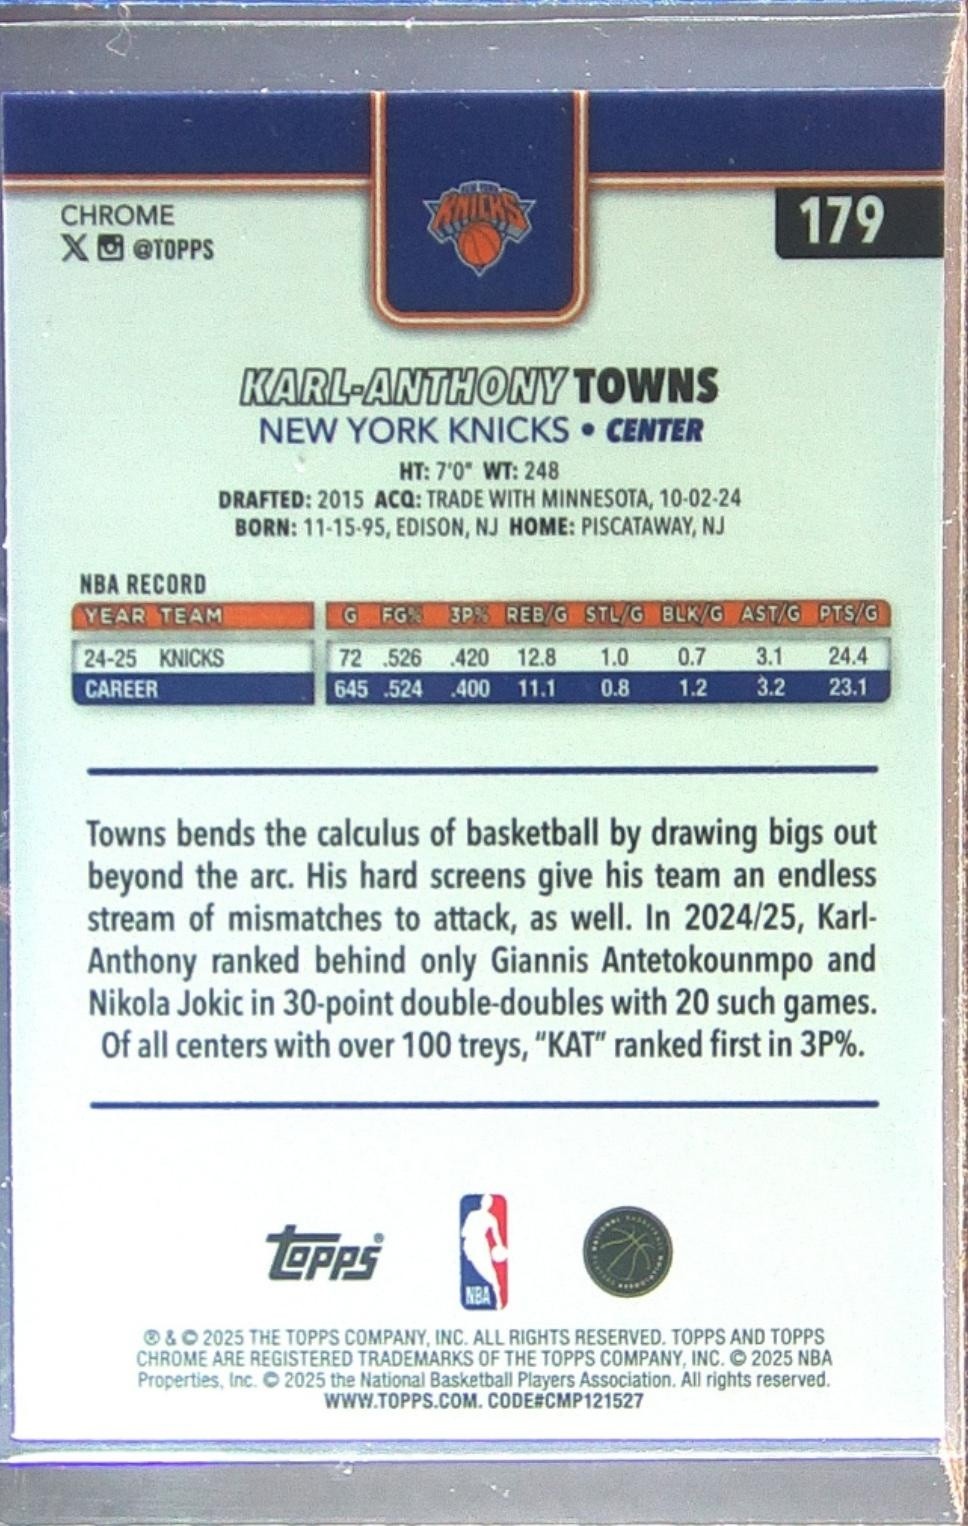 NEW YORK
KNICKS
CHROME
X @TOPPS
179
KARL-ANTHONY TOWNS
NEW YORK KNICKS • CENTER
HT: 7'0" WT: 248
DRAFTED: 2015 ACQ: TRADE WITH MINNESOTA, 10-02-24
BORN: 11-15-95, EDISON, NJ HOME: PISCATAWAY, NJ
NBA RECORD
YEAR TEAM G FG% 3P% REB/G STL/G BLK/G AST/G PTS/G
24-25 KNICKS 72 .526 .420 12.8 1.0 0.7 3.1 24.4
CAREER 645 .524 .400 11.1 0.8 1.2 3.2 23.1
Towns bends the calculus of basketball by drawing bigs out
beyond the arc. His hard screens give his team an endless
stream of mismatches to attack, as well. In 2024/25, Karl-
Anthony ranked behind only Giannis Antetokounmpo and
Nikola Jokic in 30-point double-doubles with 20 such games.
Of all centers with over 100 treys, “KAT” ranked first in 3P%.
Topps®
NBA
NATIONAL BASKETBALL PLAYERS ASSOCIATION
® & © 2025 THE TOPPS COMPANY, INC. ALL RIGHTS RESERVED. TOPPS AND TOPPS
CHROME ARE REGISTERED TRADEMARKS OF THE TOPPS COMPANY, INC. © 2025 NBA
Properties, Inc. © 2025 the National Basketball Players Association. All rights reserved.
WWW.TOPPS.COM. CODE#CMP121527